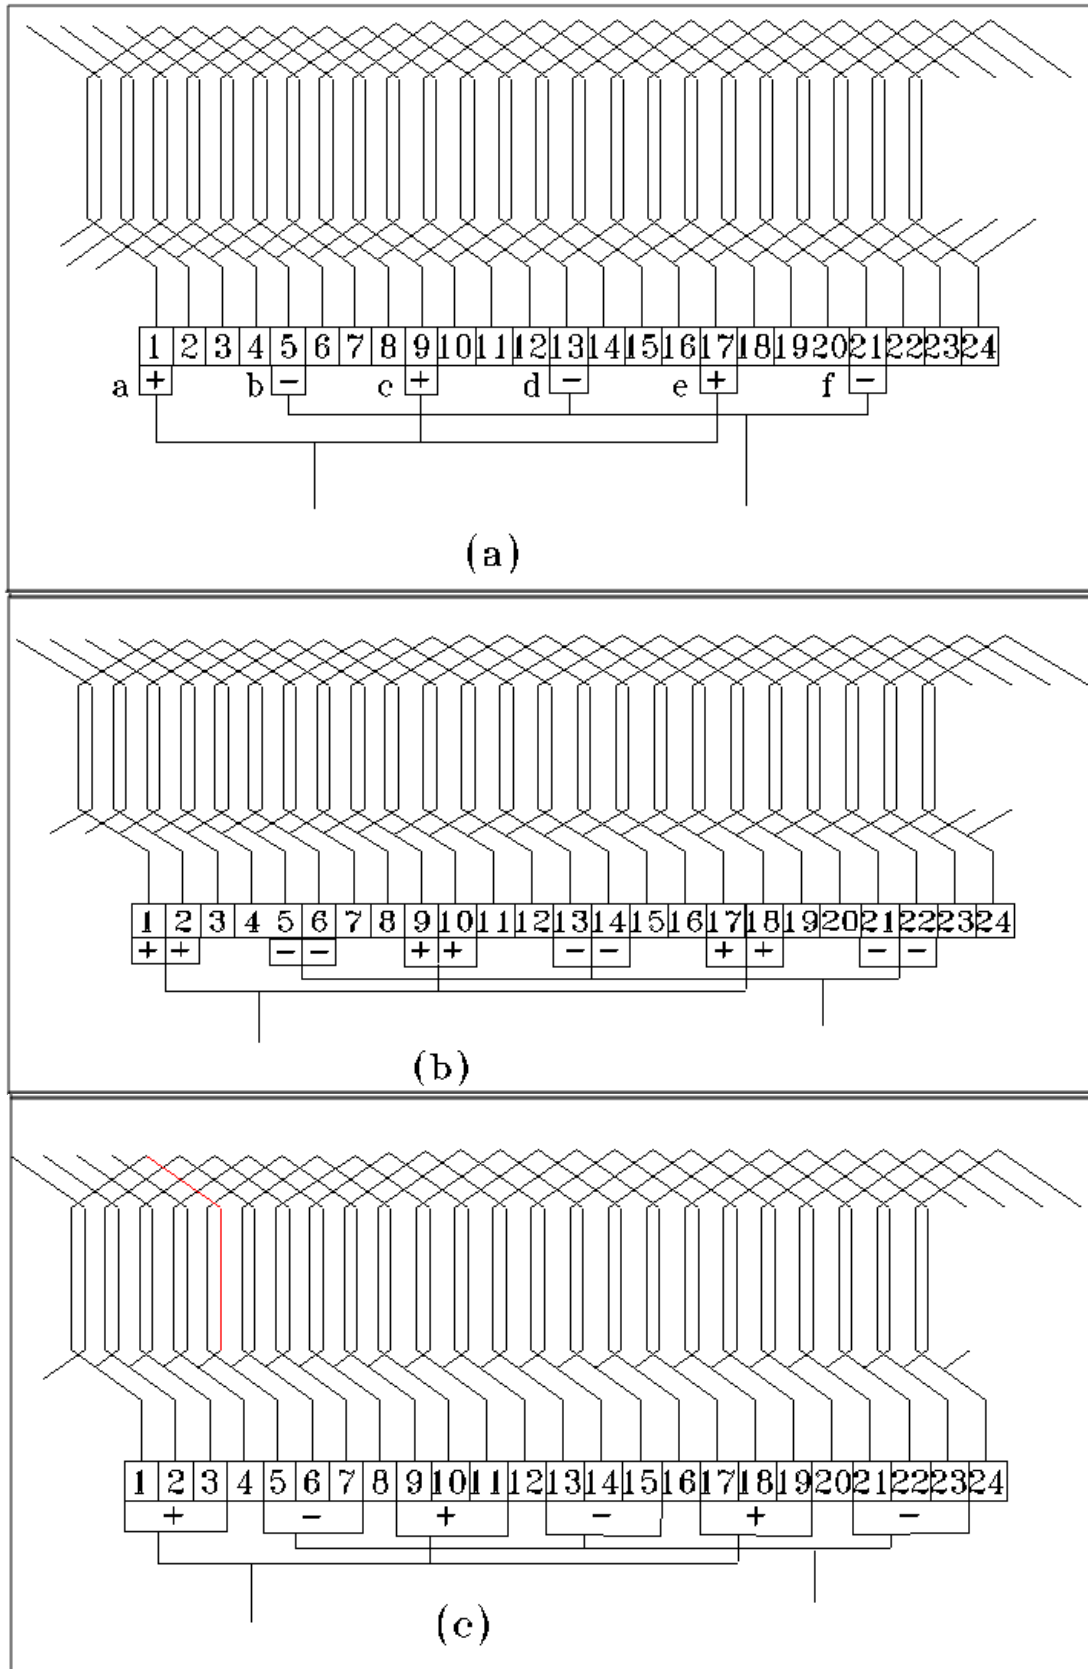 1 2 3 4 5 6 7 8 9 10 11 12 13 14 15 16 17 18 19 20 21 22 23 24
a + b − c + d − e + f −
(a)
1 2 3 4 5 6 7 8 9 10 11 12 13 14 15 16 17 18 19 20 21 22 23 24
+ + − − + + − − + + − −
(b)
1 2 3 4 5 6 7 8 9 10 11 12 13 14 15 16 17 18 19 20 21 22 23 24
+ − + − + −
(c)